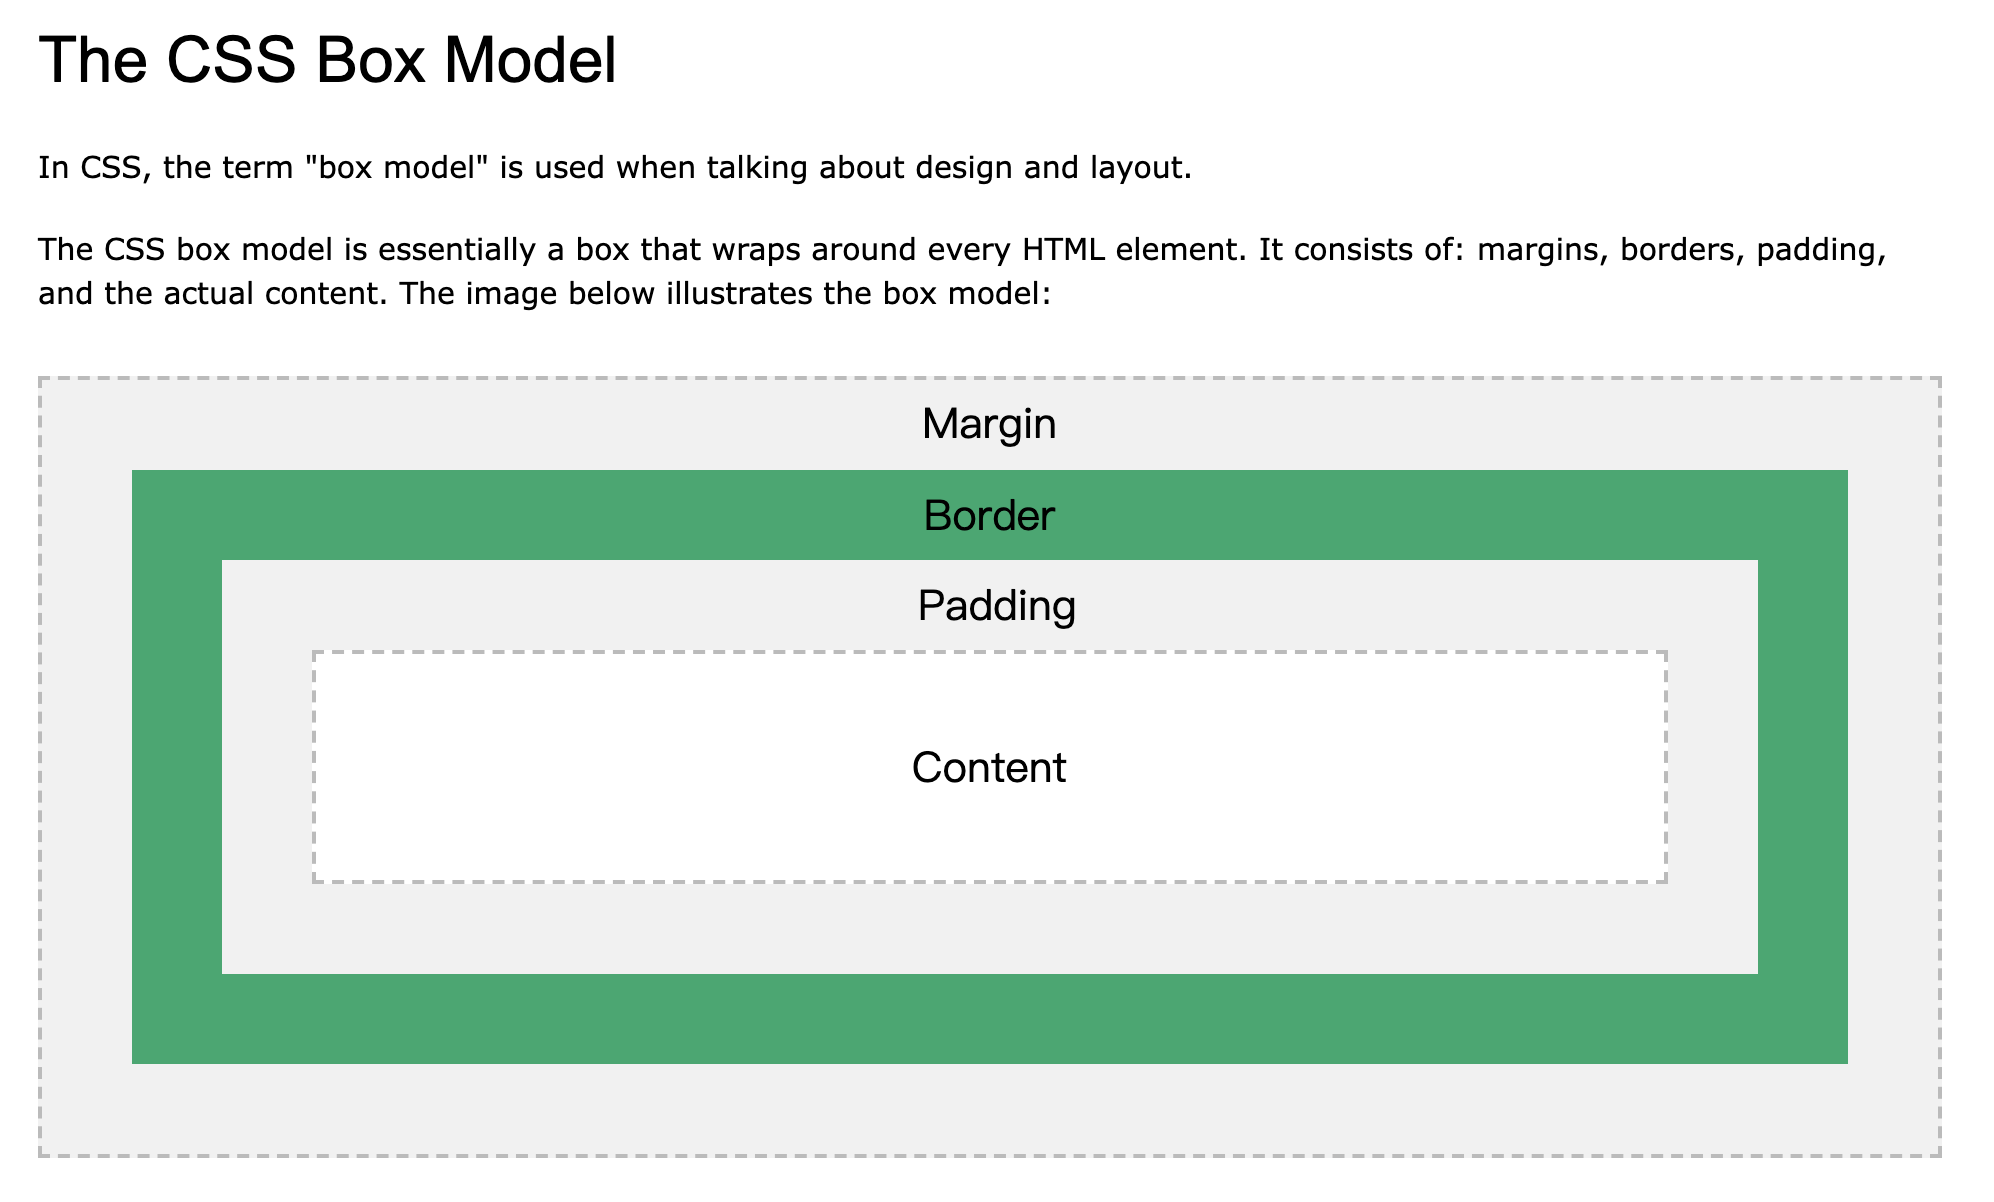 The CSS Box Model
In CSS, the term "box model" is used when talking about design and layout.
The CSS box model is essentially a box that wraps around every HTML element. It consists of: margins, borders, padding,
and the actual content. The image below illustrates the box model:
Margin
Border
Padding
Content